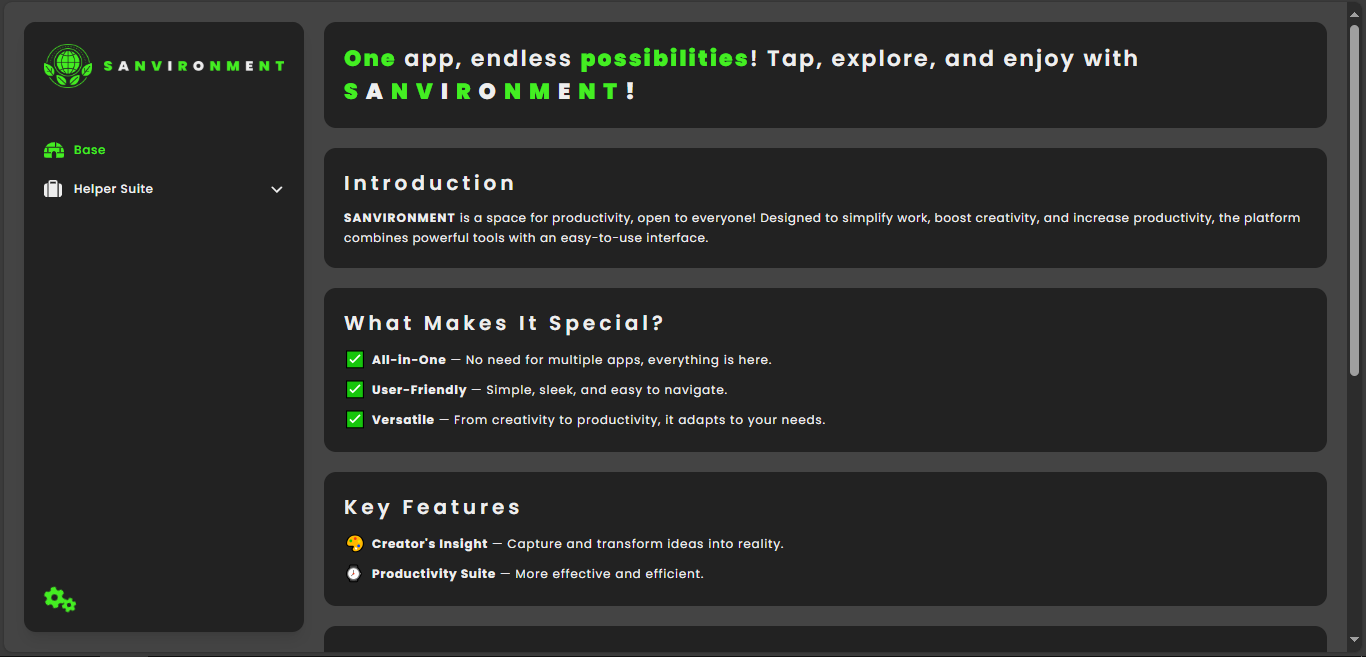 SANVIRONMENT
Base
Helper Suite
One app, endless possibilities! Tap, explore, and enjoy with
SANVIRONMENT!
Introduction
SANVIRONMENT is a space for productivity, open to everyone! Designed to simplify work, boost creativity, and increase productivity, the platform
combines powerful tools with an easy-to-use interface.
What Makes It Special?
✅ All-in-One — No need for multiple apps, everything is here.
✅ User-Friendly — Simple, sleek, and easy to navigate.
✅ Versatile — From creativity to productivity, it adapts to your needs.
Key Features
🎨 Creator's Insight — Capture and transform ideas into reality.
🕗 Productivity Suite — More effective and efficient.